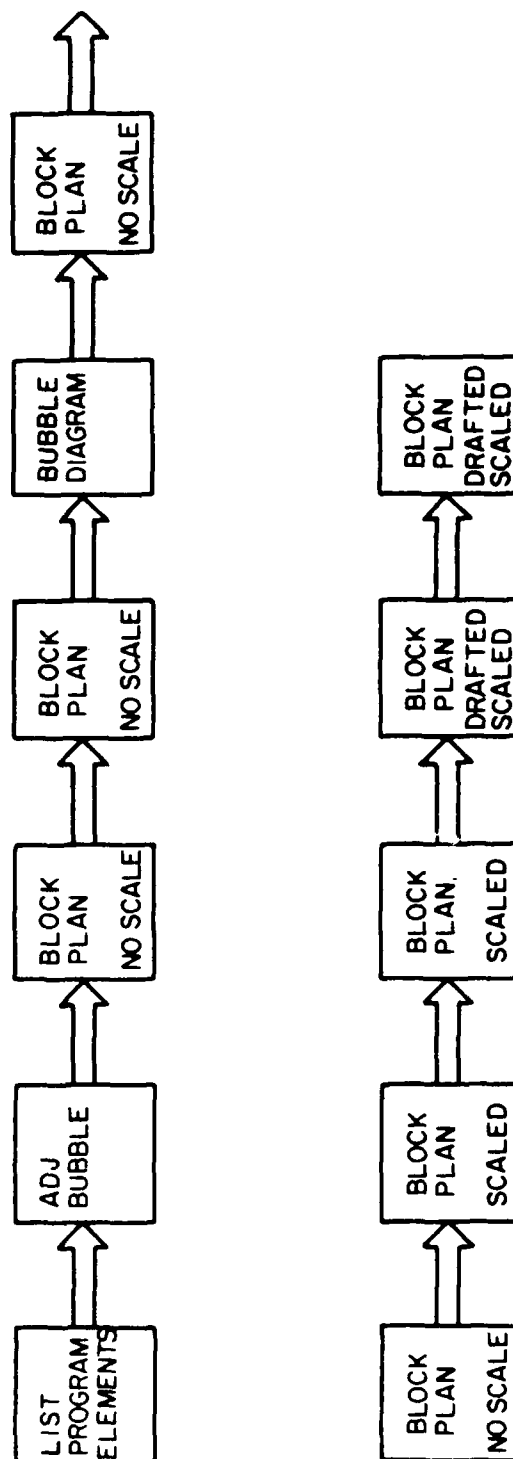 LIST
PROGRAM
ELEMENTS
ADJ
BUBBLE
BLOCK
PLAN
NO SCALE
BLOCK
PLAN
NO SCALE
BUBBLE
DIAGRAM
BLOCK
PLAN
NO SCALE
BLOCK
PLAN
NO SCALE
BLOCK
PLAN
SCALED
BLOCK
PLAN.
SCALED
BLOCK
PLAN
DRAFTED
SCALED
BLOCK
PLAN
DRAFTED
SCALED